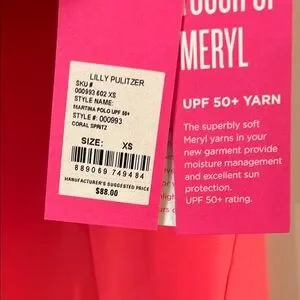 LILLY PULITZER
SKU #
000993 602 XS
STYLE NAME:
MARTINA POLO UPF 50+
STYLE #: 000993
CORAL SPRITZ
SIZE: XS
889069 749484
MANUFACTURER'S SUGGESTED PRICE
$88.00
TOUCH OF
MERYL
UPF 50+ YARN
The superbly soft
Meryl yarns in your
new garment provide
moisture management
and excellent sun
protection.
UPF 50+ rating.